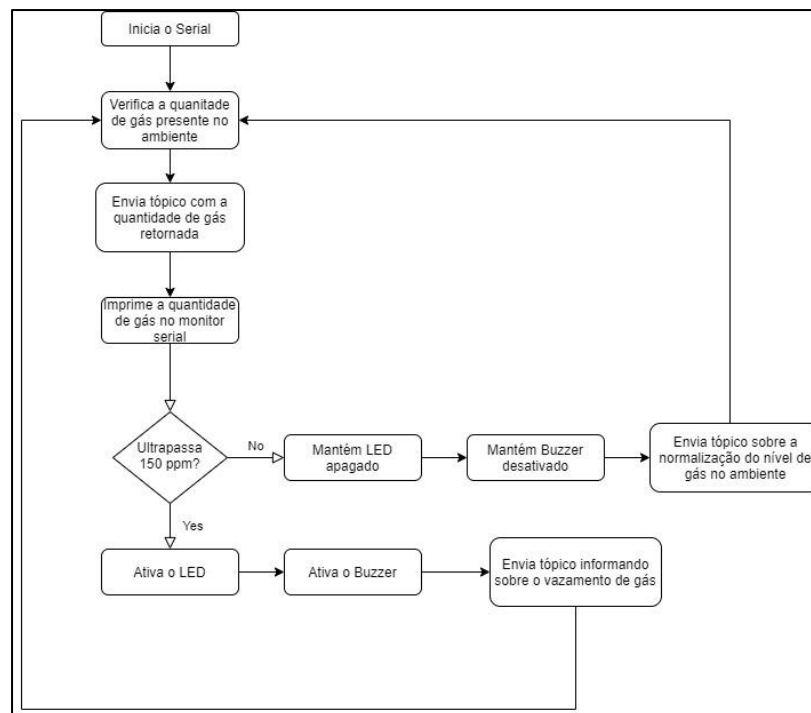 Inicia o Serial
Verifica a quanitade
de gás presente no
ambiente
Envia tópico com a
quantidade de gás
retornada
Imprime a quantidade
de gás no monitor
serial
Ultrapassa
150 ppm?
No
Mantém LED
apagado
Mantém Buzzer
desativado
Envia tópico sobre a
normalização do nível de
gás no ambiente
Yes
Ativa o LED
Ativa o Buzzer
Envia tópico informando
sobre o vazamento de gás